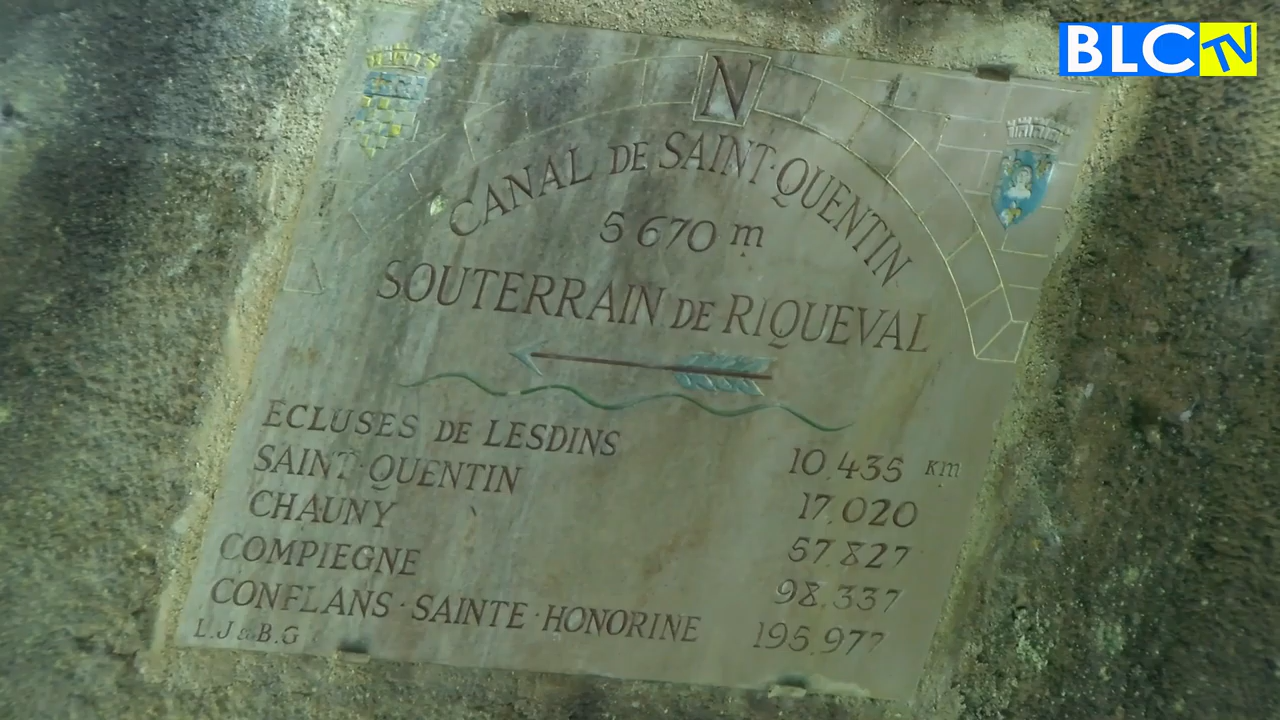 BLC TV
N
CANAL DE SAINT·QUENTIN
5 670 m
SOUTERRAIN DE RIQUEVAL
ECLUSES DE LESDINS 10,435 KM
SAINT·QUENTIN 17,020
CHAUNY 57.827
COMPIEGNE 98.337
CONFLANS·SAINTE·HONORINE 195,977
L.J & B.G